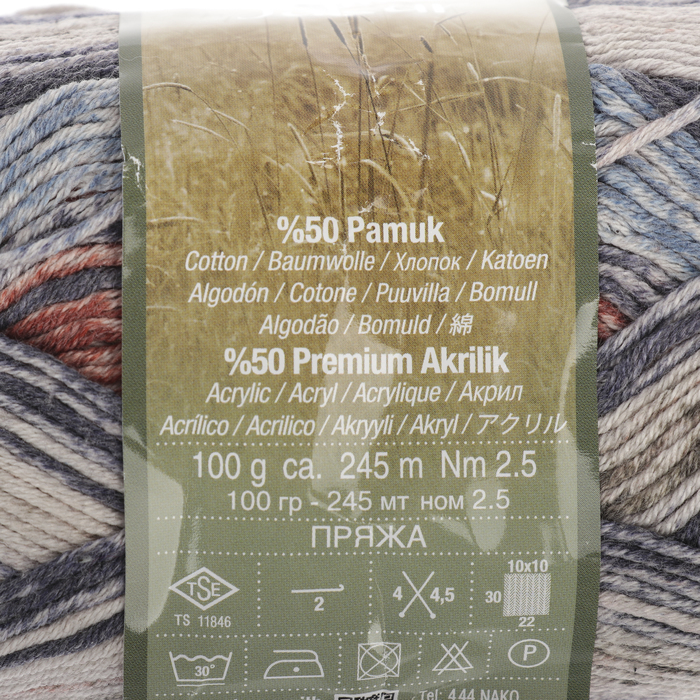 %50 Pamuk
Cotton / Baumwolle / Хлопок / Katoen
Algodón / Cotone / Puuvilla / Bomull
Algodão / Bomuld / 綿
%50 Premium Akrilik
Acrylic / Acryl / Acrylique / Акрил
Acrílico / Acrilico / Akryyli / Akryl / アクリル
100 g ca. 245 m Nm 2.5
100 гр - 245 мт ном 2.5
ПРЯЖА
10x10
TSE 2 4 4,5 30
TS 11846 22
30° P
Tel: 444 NAKO